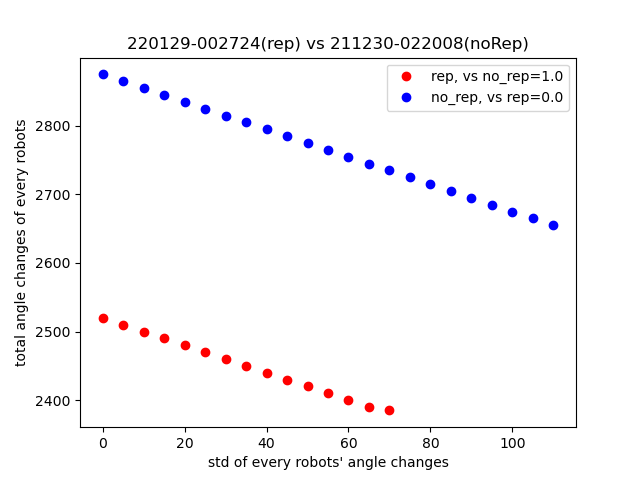 220129-002724(rep) vs 211230-022008(noRep)
rep, vs no_rep=1.0
no_rep, vs rep=0.0
total angle changes of every robots
2800
2700
2600
2500
2400
0 20 40 60 80 100
std of every robots' angle changes